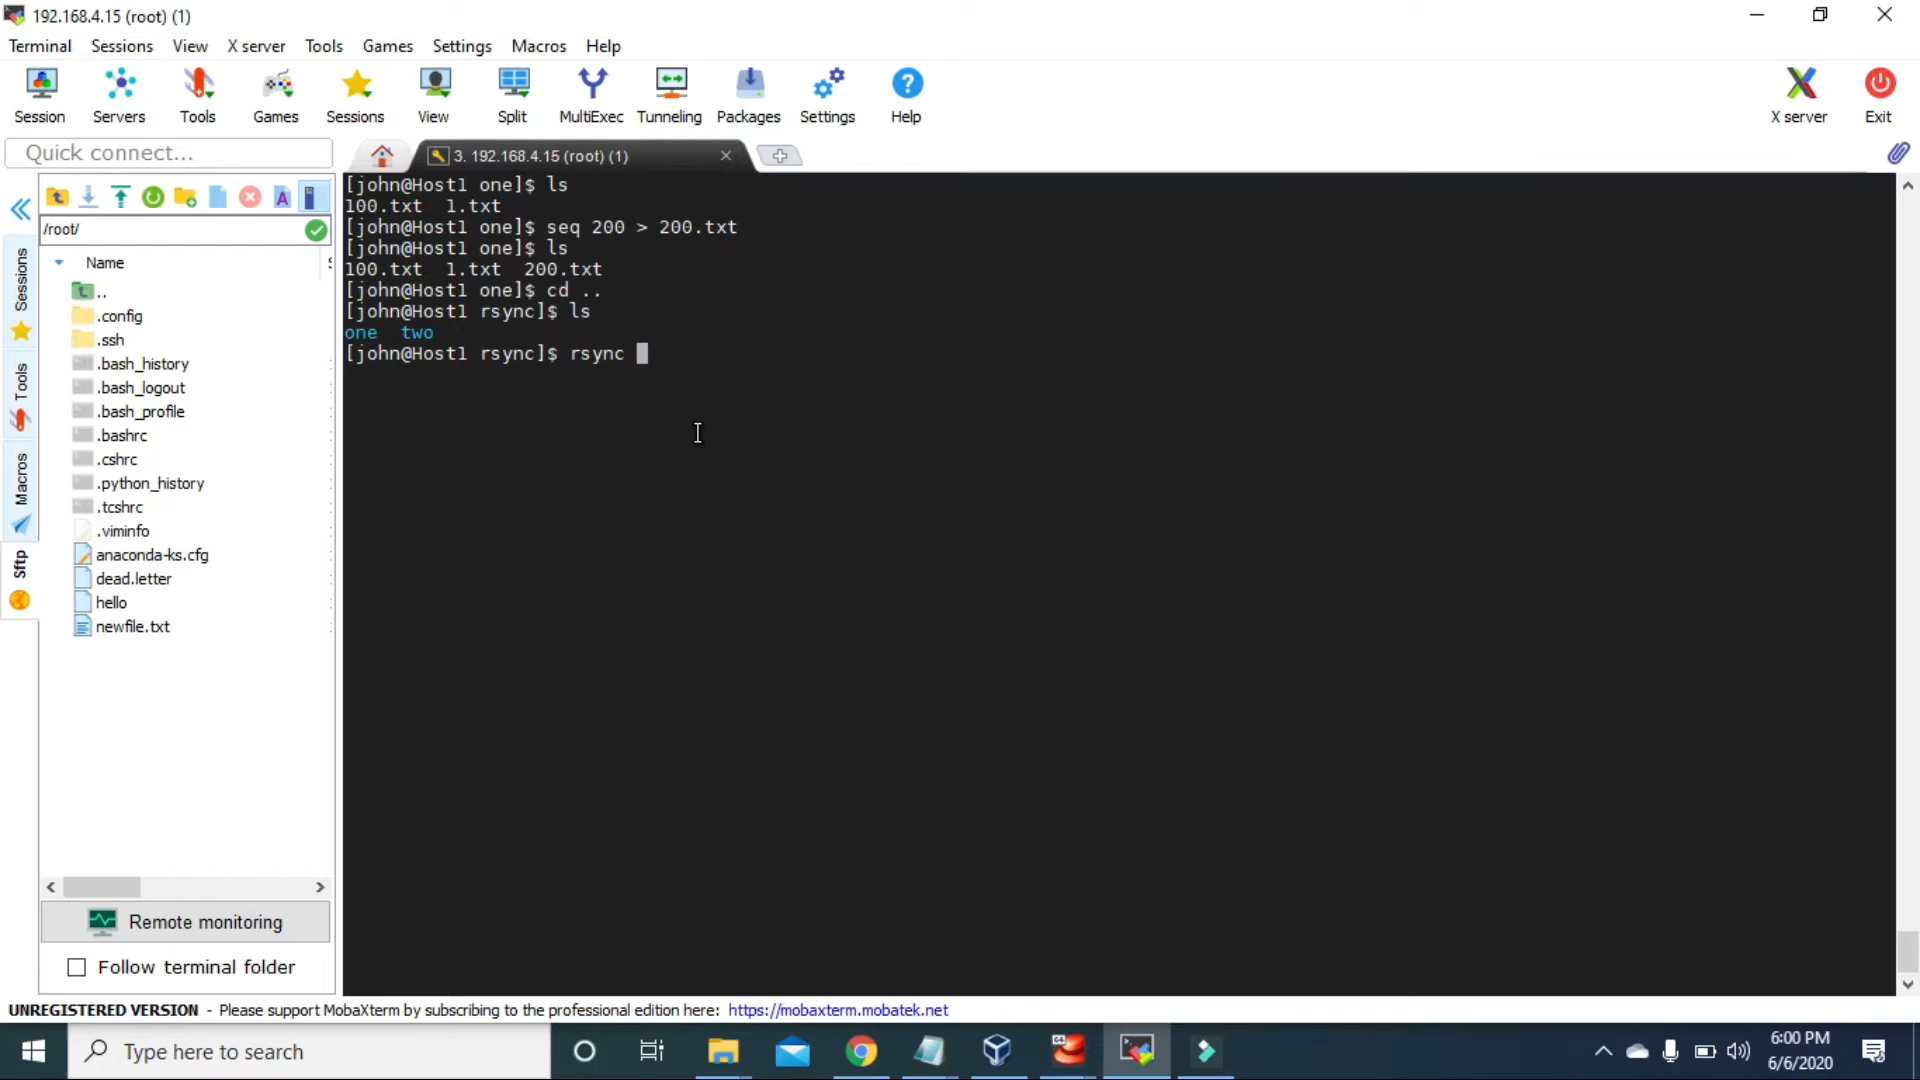 192.168.4.15 (root) (1)
Terminal Sessions View X server Tools Games Settings Macros Help
Session Servers Tools Games Sessions View Split MultiExec Tunneling Packages Settings Help X server Exit
Quick connect...
3. 192.168.4.15 (root) (1)
/root/
Name
..
.config
.ssh
.bash_history
.bash_logout
.bash_profile
.bashrc
.cshrc
.python_history
.tcshrc
.viminfo
anaconda-ks.cfg
dead.letter
hello
newfile.txt
Sessions
Tools
Macros
Sftp
Remote monitoring
Follow terminal folder
[john@Host1 one]$ ls
100.txt 1.txt
[john@Host1 one]$ seq 200 > 200.txt
[john@Host1 one]$ ls
100.txt 1.txt 200.txt
[john@Host1 one]$ cd ..
[john@Host1 rsync]$ ls
one two
[john@Host1 rsync]$ rsync
UNREGISTERED VERSION - Please support MobaXterm by subscribing to the professional edition here: https://mobaxterm.mobatek.net
Type here to search
6:00 PM
6/6/2020